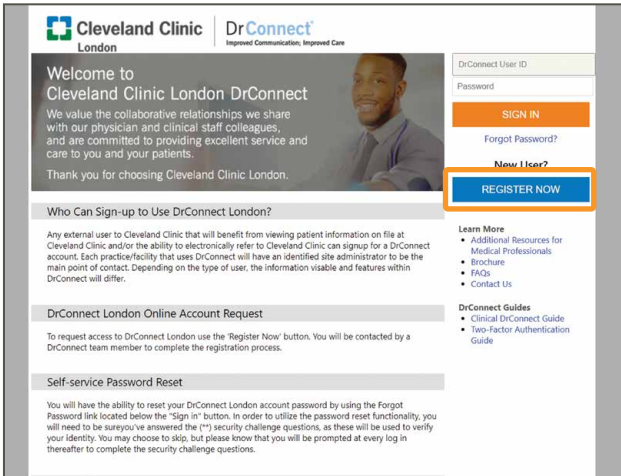 Cleveland Clinic
London
DrConnect
Improved Communication; Improved Care
Welcome to
Cleveland Clinic London DrConnect
We value the collaborative relationships we share
with our physician and clinical staff colleagues,
and are committed to providing excellent service and
care to you and your patients.
Thank you for choosing Cleveland Clinic London.
DrConnect User ID
Password
SIGN IN
Forgot Password?
New User?
REGISTER NOW
Who Can Sign-up to Use DrConnect London?
Any external user to Cleveland Clinic that will benefit from viewing patient information on file at
Cleveland Clinic and/or the ability to electronically refer to Cleveland Clinic can signup for a DrConnect
account. Each practice/facility that uses DrConnect will have an identified site administrator to be the
main point of contact. Depending on the type of user, the information visable and features within
DrConnect will differ.
DrConnect London Online Account Request
To request access to DrConnect London use the 'Register Now' button. You will be contacted by a
DrConnect team member to complete the registration process.
Self-service Password Reset
You will have the ability to reset your DrConnect London account password by using the Forgot
Password link located below the "Sign in" button. In order to utilize the password reset functionality, you
will need to be sureyou've answered the (**) security challenge questions, as these will be used to verify
your identity. You may choose to skip, but please know that you will be prompted at every log in
thereafter to complete the security challenge questions.
Learn More
• Additional Resources for
Medical Professionals
• Brochure
• FAQs
• Contact Us
DrConnect Guides
• Clinical DrConnect Guide
• Two-Factor Authentication
Guide